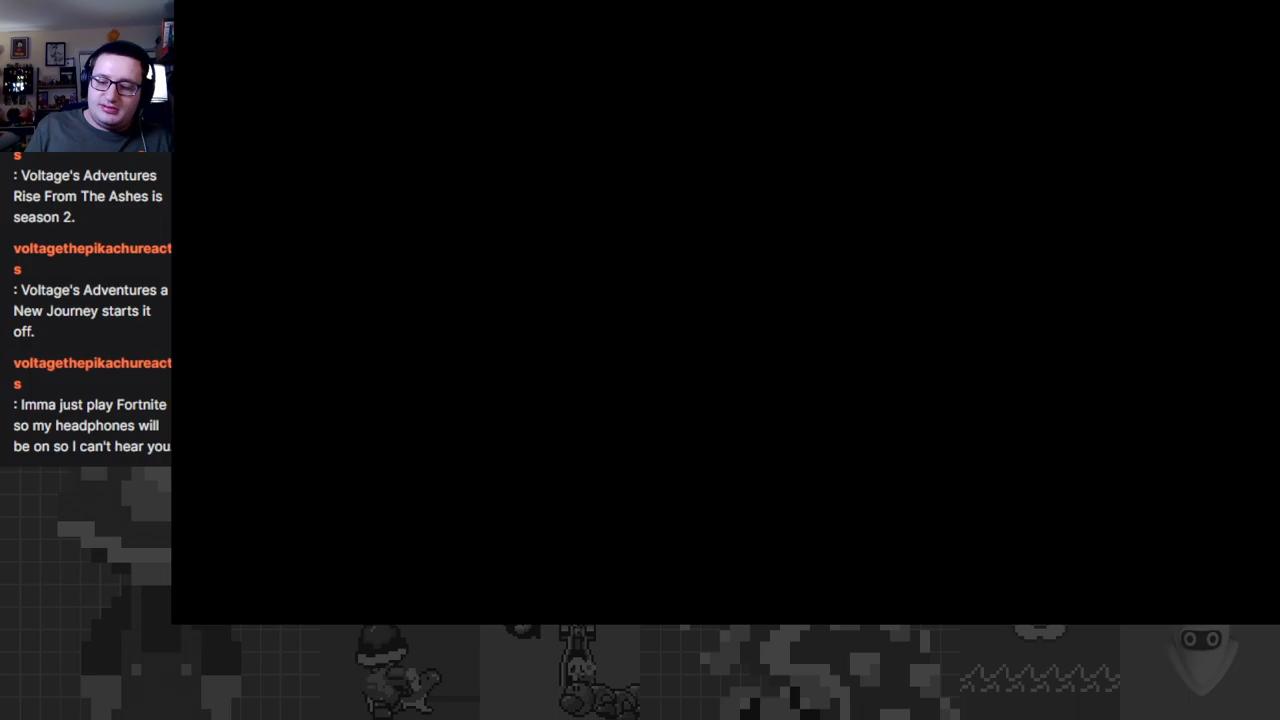 s
: Voltage's Adventures
Rise From The Ashes is
season 2.
voltagethepikachureact
s
: Voltage's Adventures a
New Journey starts it
off.
voltagethepikachureact
s
: Imma just play Fortnite
so my headphones will
be on so I can't hear you.